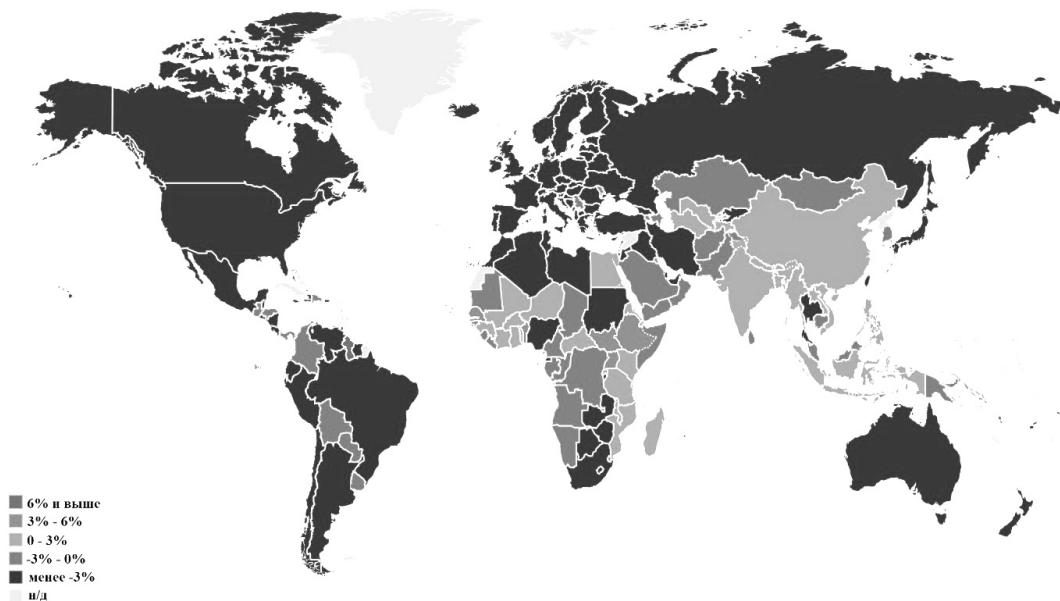 6% и выше
3% - 6%
0 - 3%
-3% - 0%
менее -3%
н/д